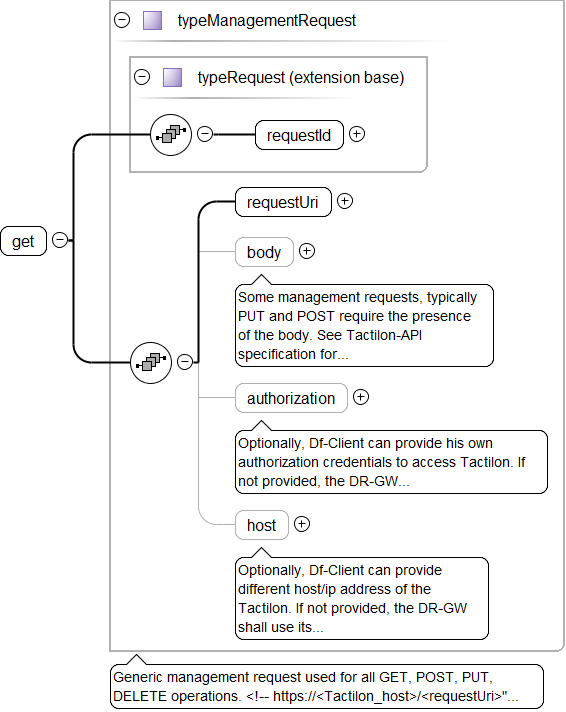 typeManagementRequest
typeRequest (extension base)
requestId
requestUri
get
body
Some management requests, typically
PUT and POST require the presence
of the body. See Tactilon-API
specification for...
authorization
Optionally, Df-Client can provide his own
authorization credentials to access Tactilon. If
not provided, the DR-GW...
host
Optionally, Df-Client can provide
different host/ip address of the
Tactilon. If not provided, the DR-GW
shall use its...
Generic management request used for all GET, POST, PUT,
DELETE operations. <!-- https://<Tactilon_host>/<requestUri>"...